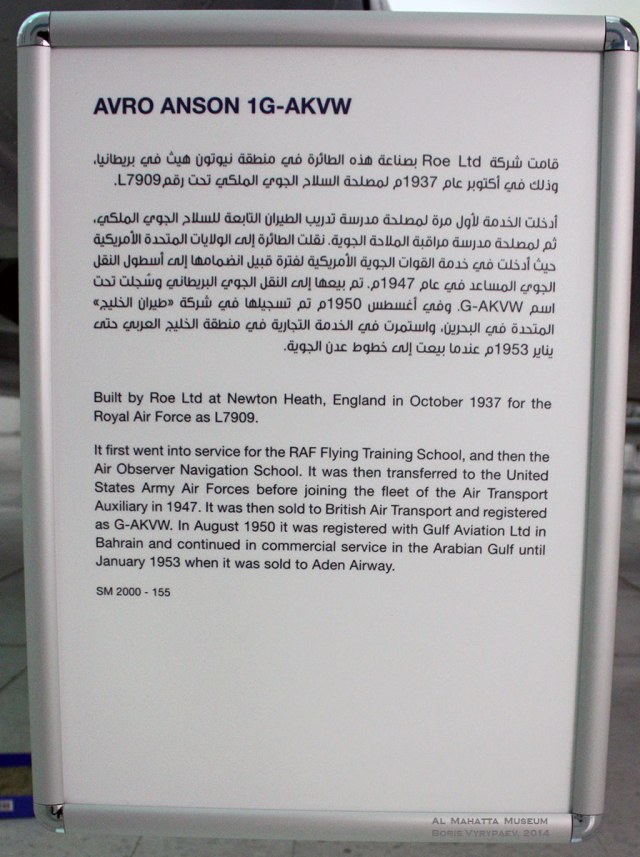 AVRO ANSON 1G-AKVW
قامت شركة Roe Ltd بصناعة هذه الطائرة في منطقة نيوتون هيث في بريطانيا،
وذلك في أكتوبر عام 1937م لمصلحة السلاح الجوي الملكي تحت رقم L7909.
أدخلت الخدمة لأول مرة لمصلحة مدرسة تدريب الطيران التابعة للسلاح الجوي الملكي،
ثم لمصلحة مدرسة مراقبة الملاحة الجوية. نقلت الطائرة إلى الولايات المتحدة الأمريكية
حيث أدخلت في خدمة القوات الجوية الأمريكية لفترة قبيل انضمامها إلى أسطول النقل
الجوي المساعد في عام 1947م. تم بيعها إلى النقل الجوي البريطاني وسُجلت تحت
اسم G-AKVW. وفي أغسطس 1950م تم تسجيلها في شركة «طيران الخليج»
المتحدة في البحرين، واستمرت في الخدمة التجارية في منطقة الخليج العربي حتى
يناير 1953م عندما بيعت إلى خطوط عدن الجوية.
Built by Roe Ltd at Newton Heath, England in October 1937 for the
Royal Air Force as L7909.
It first went into service for the RAF Flying Training School, and then the
Air Observer Navigation School. It was then transferred to the United
States Army Air Forces before joining the fleet of the Air Transport
Auxiliary in 1947. It was then sold to British Air Transport and registered
as G-AKVW. In August 1950 it was registered with Gulf Aviation Ltd in
Bahrain and continued in commercial service in the Arabian Gulf until
January 1953 when it was sold to Aden Airway.
SM 2000 - 155
Al Mahatta Museum
Boris Vyrypaev, 2014